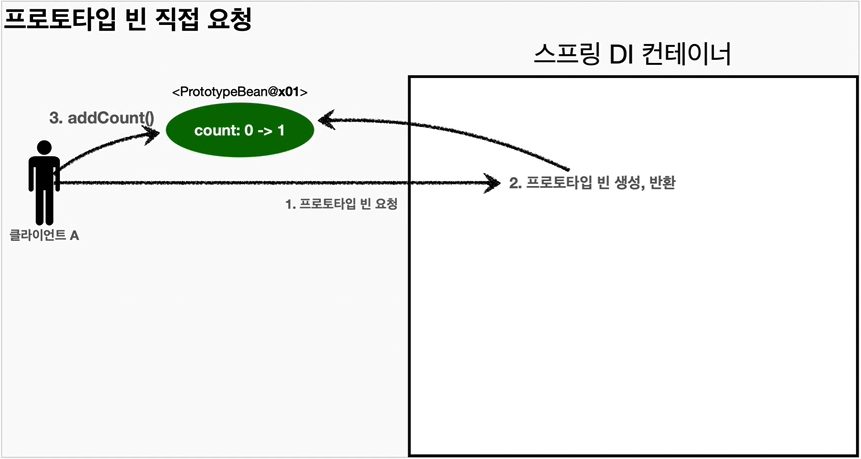 프로토타입 빈 직접 요청
스프링 DI 컨테이너
<PrototypeBean@x01>
3. addCount()
count: 0 -> 1
2. 프로토타입 빈 생성, 반환
1. 프로토타입 빈 요청
클라이언트 A